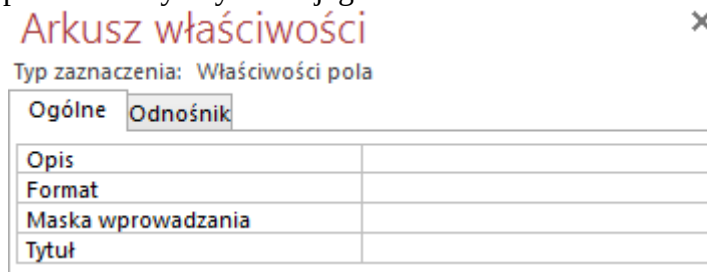 Arkusz właściwości
Typ zaznaczenia: Właściwości pola
Ogólne Odnośnik
Opis
Format
Maska wprowadzania
Tytuł